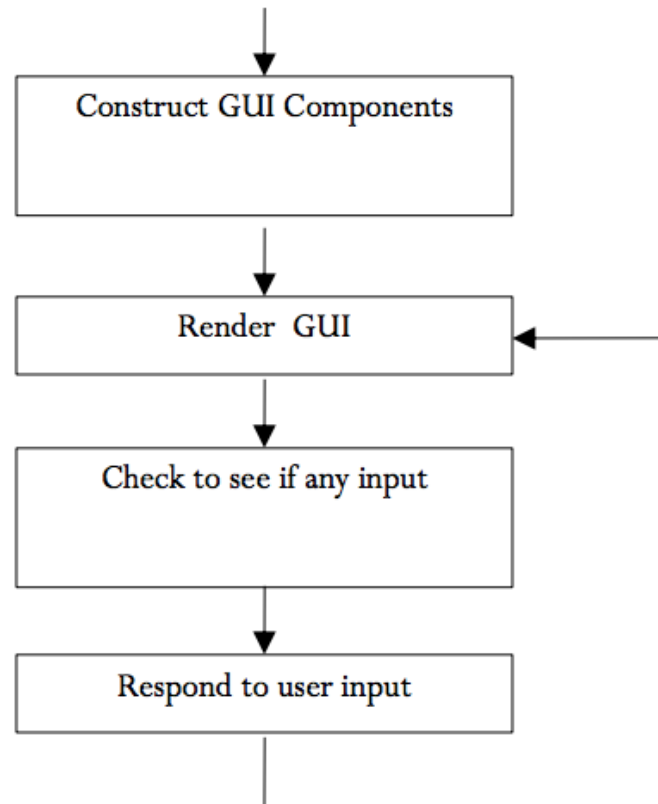 Construct GUI Components
Render GUI
Check to see if any input
Respond to user input